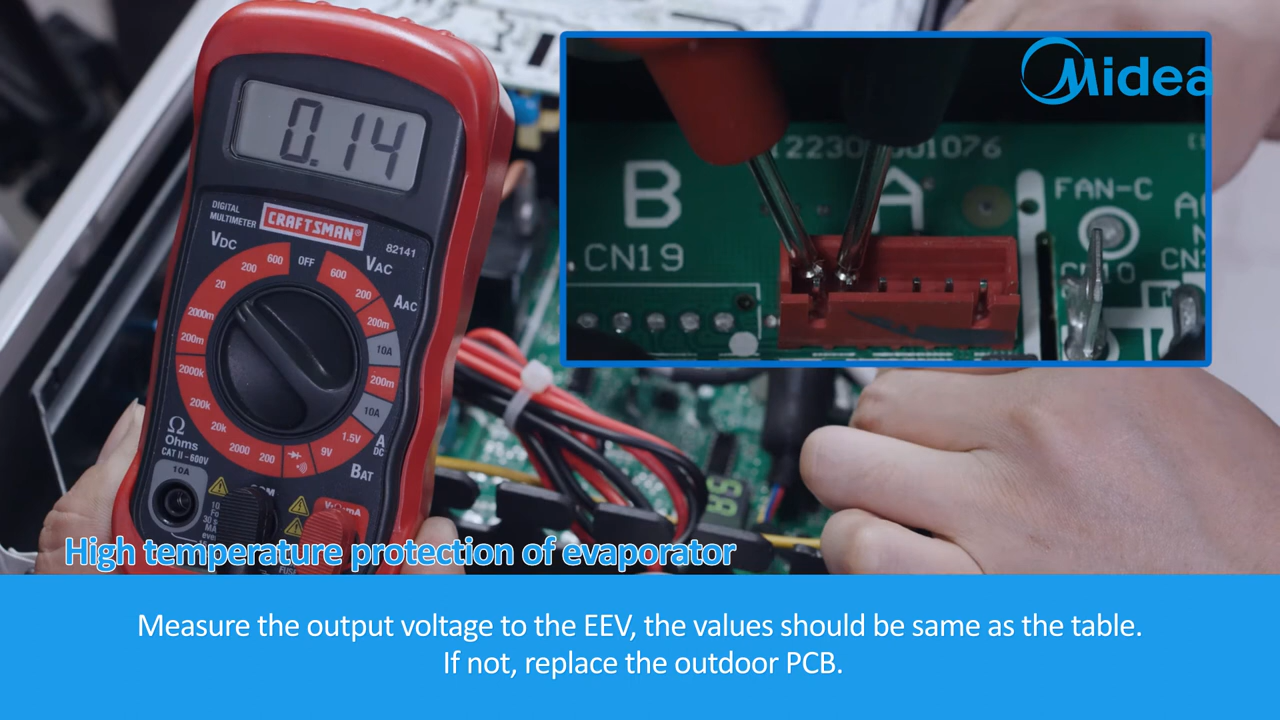 0.14
DIGITAL
MULTIMETER
CRAFTSMAN®
82141
VDC
OFF
VAC
600
200
20
2000m
200m
2000k
200k
20k
2000
200
600
200
200m
AAC
10A
200m
10A
A
DC
1.5V
9V
BAT
Ω
Ohms
CAT II - 600V
10A
COM
Midea
B
A
CN19
FAN-C
CN10
High temperature protection of evaporator
Measure the output voltage to the EEV, the values should be same as the table.
If not, replace the outdoor PCB.